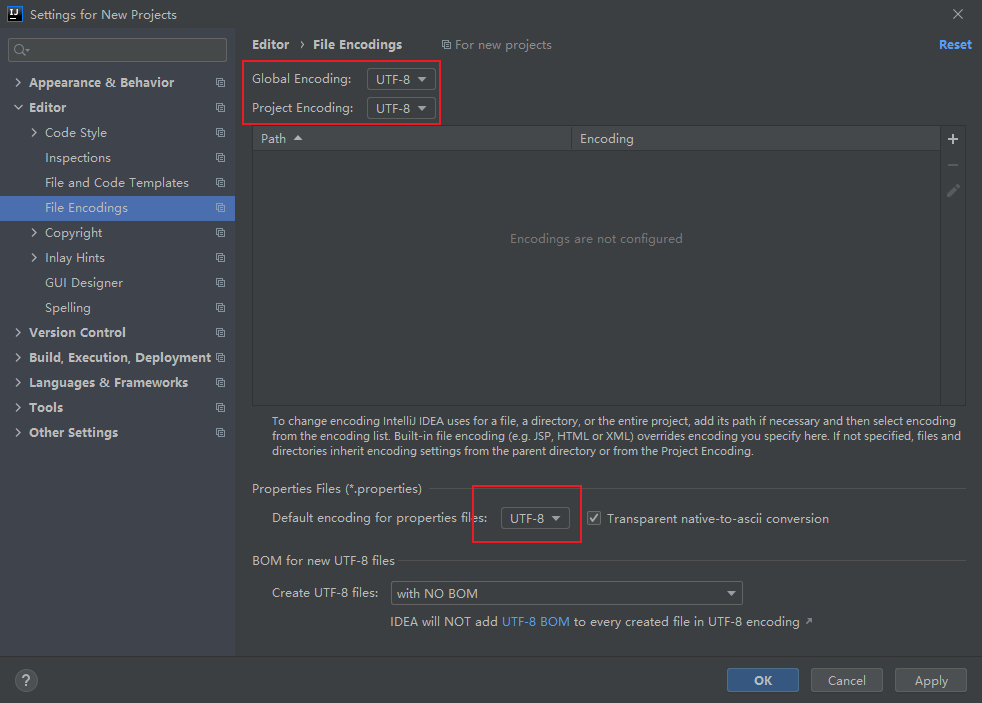 IJ
Settings for New Projects
Editor › File Encodings
For new projects
Reset
Appearance & Behavior
Editor
Code Style
Inspections
File and Code Templates
File Encodings
Copyright
Inlay Hints
GUI Designer
Spelling
Version Control
Build, Execution, Deployment
Languages & Frameworks
Tools
Other Settings
Global Encoding: UTF-8
Project Encoding: UTF-8
Path
Encoding
Encodings are not configured
To change encoding IntelliJ IDEA uses for a file, a directory, or the entire project, add its path if necessary and then select encoding
from the encoding list. Built-in file encoding (e.g. JSP, HTML or XML) overrides encoding you specify here. If not specified, files and
directories inherit encoding settings from the parent directory or from the Project Encoding.
Properties Files (*.properties)
Default encoding for properties files: UTF-8
Transparent native-to-ascii conversion
BOM for new UTF-8 files
Create UTF-8 files: with NO BOM
IDEA will NOT add UTF-8 BOM to every created file in UTF-8 encoding ↗
?
OK
Cancel
Apply